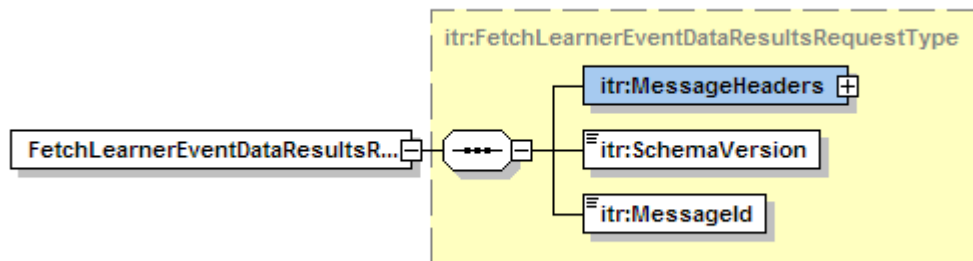 itr:FetchLearnerEventDataResultsRequestType
itr:MessageHeaders
FetchLearnerEventDataResultsR...
itr:SchemaVersion
itr:MessageId